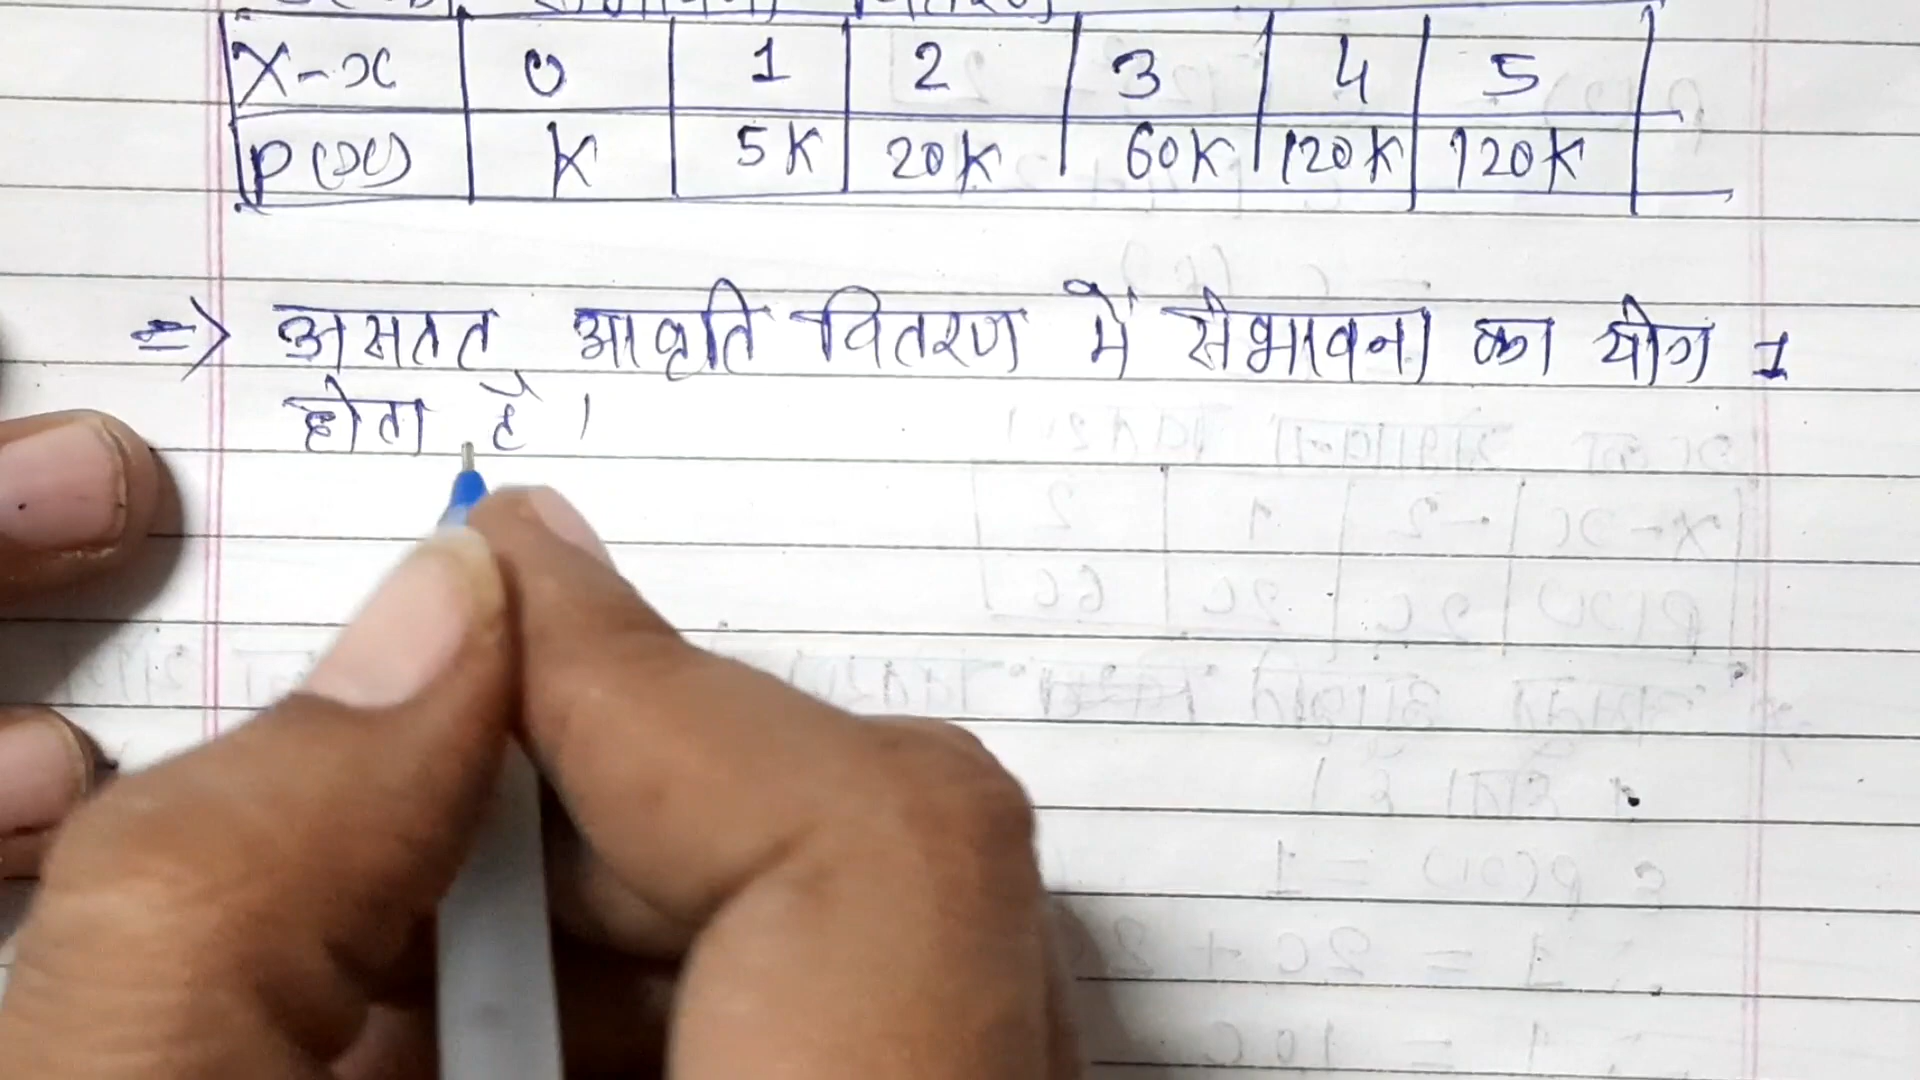 X-x 0 1 2 3 4 5
P(x) K 5K 20K 60K 120K 120K
=> असतत आवृति वितरण में संभावना का योग 1
होता है।